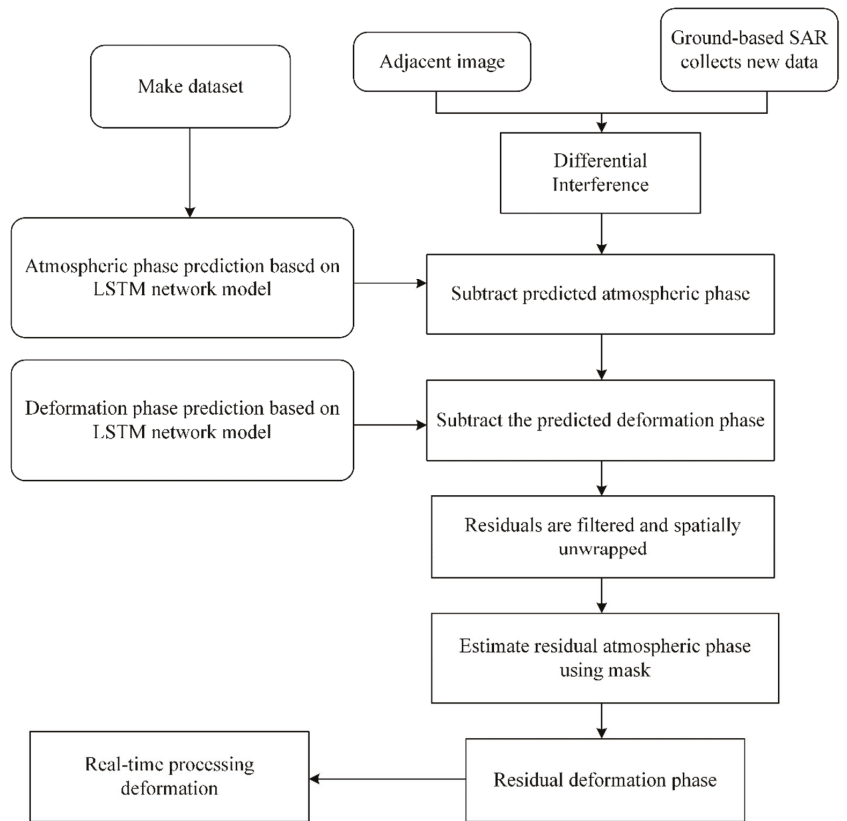 Make dataset
Adjacent image
Ground-based SAR
collects new data
Differential
Interference
Atmospheric phase prediction based on
LSTM network model
Subtract predicted atmospheric phase
Deformation phase prediction based on
LSTM network model
Subtract the predicted deformation phase
Residuals are filtered and spatially
unwrapped
Estimate residual atmospheric phase
using mask
Real-time processing
deformation
Residual deformation phase